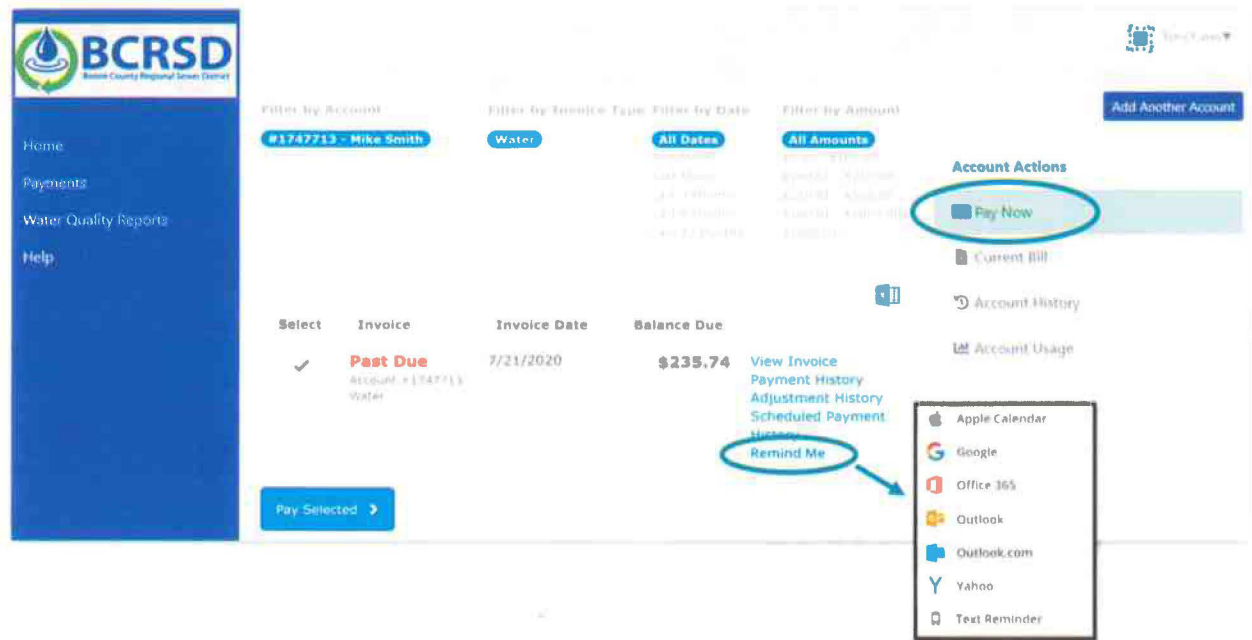 BCRSD
Boone County Regional Sewer District
Add Another Account
Home
Payments
Water Quality Reports
Help
Filter by Account
Filter by Invoice Type
Filter by Date
Filter by Amount
#1747713 - Mike Smith
Water
All Dates
All Amounts
Account Actions
Pay Now
Current Bill
Account History
Account Usage
Select
Invoice
Invoice Date
Balance Due
Past Due
7/21/2020
$235.74
Account #1747713
Water
View Invoice
Payment History
Adjustment History
Scheduled Payment
History
Remind Me
Pay Selected
Apple Calendar
Google
Office 365
Outlook
Outlook.com
Yahoo
Text Reminder